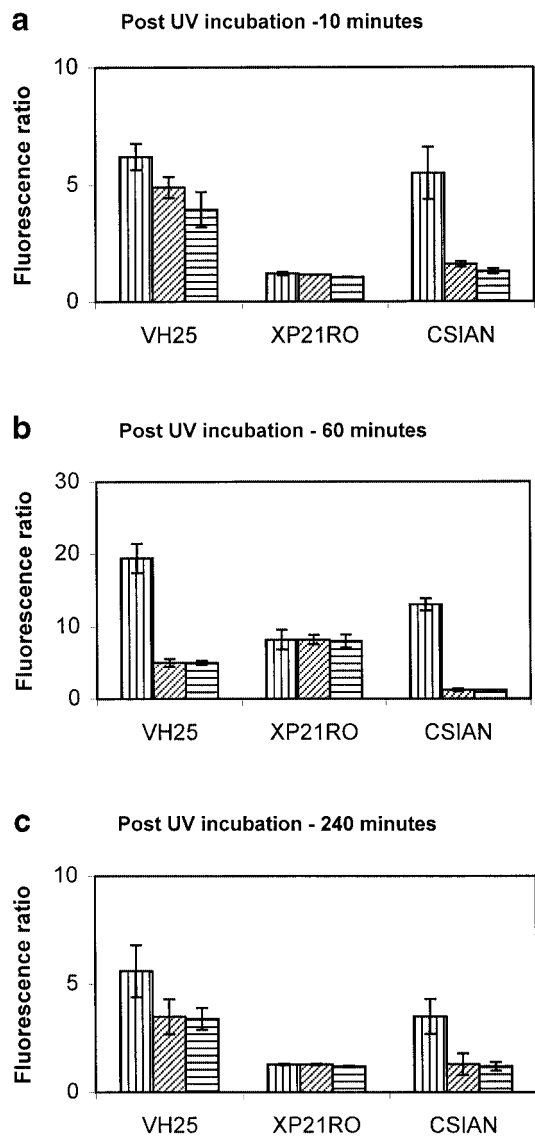 a Post UV incubation -10 minutes
Fluorescence ratio
10
5
0
VH25 XP21RO CSIAN
b Post UV incubation - 60 minutes
Fluorescence ratio
30
20
10
0
VH25 XP21RO CSIAN
c Post UV incubation - 240 minutes
Fluorescence ratio
10
5
0
VH25 XP21RO CSIAN